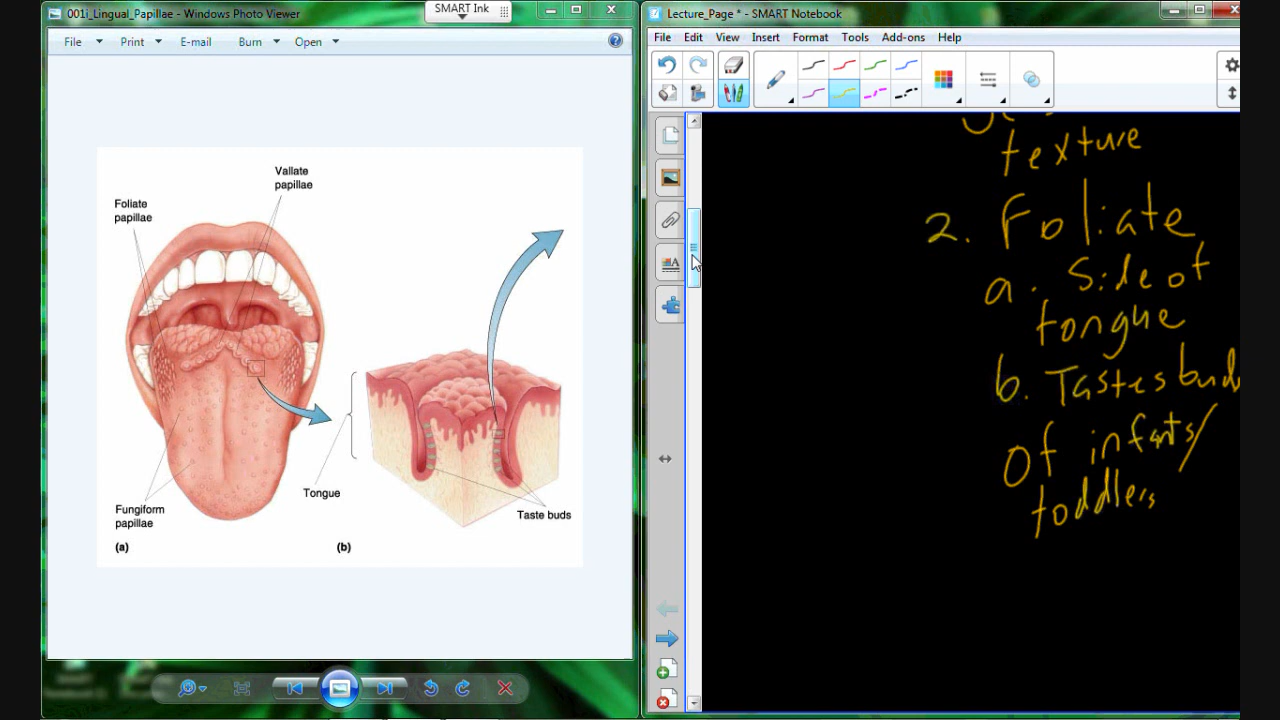 001i_Lingual_Papillae - Windows Photo Viewer
SMART Ink
File Print E-mail Burn Open
Vallate
papillae
Foliate
papillae
Tongue
Fungiform
papillae
Taste buds
(a) (b)
Lecture_Page * - SMART Notebook
File Edit View Insert Format Tools Add-ons Help
texture
2. Foliate
a. Side of
tongue
b. Tastes bud
Of infants/
toddlers